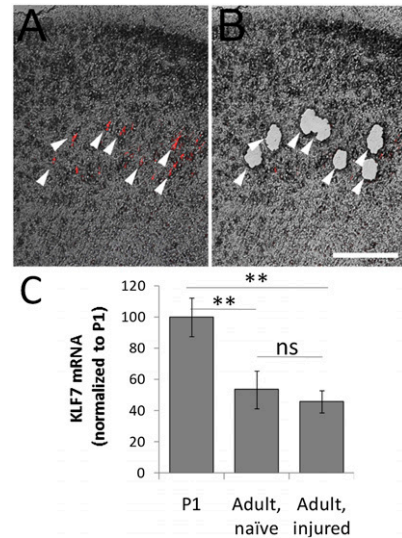 A
B
C
**
**
ns
KLF7 mRNA
(normalized to P1)
120
100
80
60
40
20
0
P1
Adult,
naïve
Adult,
injured